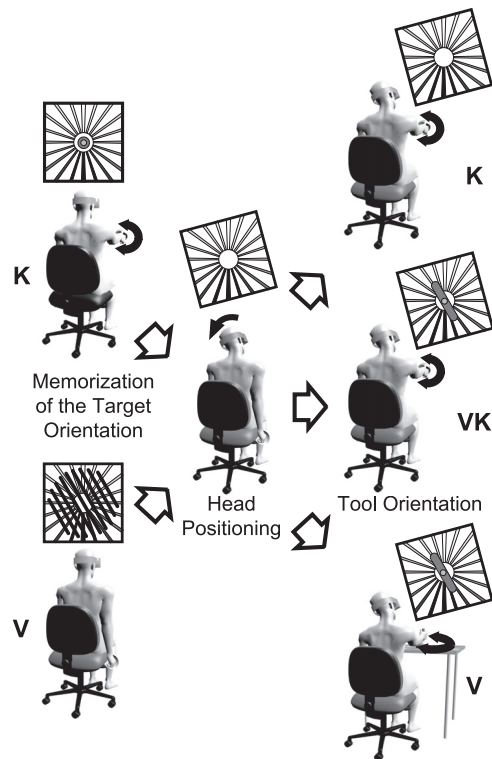 K
K
Memorization
of the Target
Orientation
VK
Head
Positioning
Tool Orientation
V
V